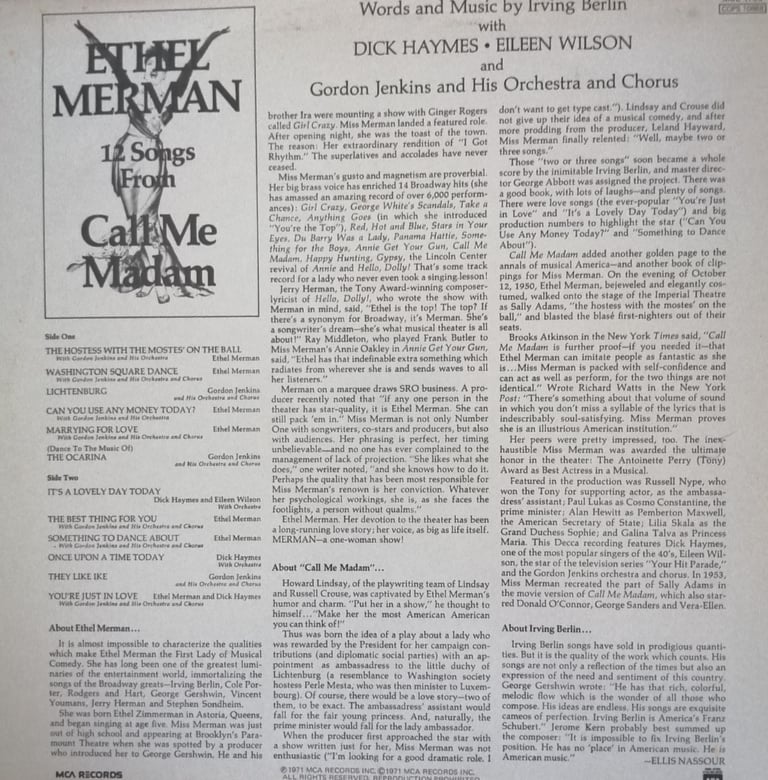 Words and Music by Irving Berlin
with
DICK HAYMES • EILEEN WILSON
and
Gordon Jenkins and His Orchestra and Chorus
ETHEL
MERMAN
12 Songs
From
Call Me
Madam
Side One
THE HOSTESS WITH THE MOSTES' ON THE BALL
With Gordon Jenkins and His Orchestra Ethel Merman
WASHINGTON SQUARE DANCE Ethel Merman
With Gordon Jenkins and His Orchestra and Chorus
LICHTENBURG Gordon Jenkins
and His Orchestra and Chorus
CAN YOU USE ANY MONEY TODAY? Ethel Merman
With Gordon Jenkins and His Orchestra
MARRYING FOR LOVE Ethel Merman
With Gordon Jenkins and His Orchestra and Chorus
(Dance To The Music Of)
THE OCARINA Gordon Jenkins
and His Orchestra and Chorus
Side Two
IT'S A LOVELY DAY TODAY
Dick Haymes and Eileen Wilson
With Orchestra
THE BEST THING FOR YOU Ethel Merman
With Gordon Jenkins and His Orchestra and Chorus
SOMETHING TO DANCE ABOUT Ethel Merman
With Gordon Jenkins and His Orchestra and Chorus
ONCE UPON A TIME TODAY Dick Haymes
With Orchestra
THEY LIKE IKE Gordon Jenkins
and His Orchestra and Chorus
YOU'RE JUST IN LOVE Ethel Merman and Dick Haymes
With Gordon Jenkins and His Orchestra and Chorus
About Ethel Merman...
It is almost impossible to characterize the qualities
which make Ethel Merman the First Lady of Musical
Comedy. She has long been one of the greatest lumi-
naries of the entertainment world, immortalizing the
songs of the Broadway greats—Irving Berlin, Cole Por-
ter, Rodgers and Hart, George Gershwin, Vincent
Youmans, Jerry Herman and Stephen Sondheim.
She was born Ethel Zimmerman in Astoria, Queens,
and began singing at age five. Miss Merman was just
out of high school and appearing at Brooklyn's Para-
mount Theatre when she was spotted by a producer
who introduced her to George Gershwin. He and his
brother Ira were mounting a show with Ginger Rogers
called Girl Crazy. Miss Merman landed a featured role.
After opening night, she was the toast of the town.
The reason: Her extraordinary rendition of "I Got
Rhythm." The superlatives and accolades have never
ceased.
Miss Merman's gusto and magnetism are proverbial.
Her big brass voice has enriched 14 Broadway hits (she
has amassed an amazing record of over 6,000 perform-
ances): Girl Crazy, George White's Scandals, Take a
Chance, Anything Goes (in which she introduced
"You're the Top"), Red, Hot and Blue, Stars in Your
Eyes, Du Barry Was a Lady, Panama Hattie, Some-
thing for the Boys, Annie Get Your Gun, Call Me
Madam, Happy Hunting, Gypsy, the Lincoln Center
revival of Annie and Hello, Dolly! That's some track
record for a lady who never even took a singing lesson!
Jerry Herman, the Tony Award-winning composer-
lyricist of Hello, Dolly!, who wrote the show with
Merman in mind, said, "Ethel is the top! The top? If
there's a synonym for Broadway, it's Merman. She's
a songwriter's dream—she's what musical theater is all
about!" Ray Middleton, who played Frank Butler to
Miss Merman's Annie Oakley in Annie Get Your Gun,
said, "Ethel has that indefinable extra something which
radiates from wherever she is and sends waves to all
her listeners."
Merman on a marquee draws SRO business. A pro-
ducer recently noted that "if any one person in the
theater has star-quality, it is Ethel Merman. She can
still pack 'em in." Miss Merman is not only Number
One with songwriters, co-stars and producers, but also
with audiences. Her phrasing is perfect, her timing
unbelievable—and no one has ever complained to the
management of lack of projection. "She likes what she
does," one writer noted, "and she knows how to do it.
Perhaps the quality that has been most responsible for
Miss Merman's renown is her conviction. Whatever
her psychological workings, she is, as she faces the
footlights, a person without qualms."
Ethel Merman. Her devotion to the theater has been
a long-running love story; her voice, as big as life itself.
MERMAN—a one-woman show!
About "Call Me Madam"...
Howard Lindsay, of the playwriting team of Lindsay
and Russell Crouse, was captivated by Ethel Merman's
humor and charm. "Put her in a show," he thought to
himself..."Make her the most American American
you can think of!"
Thus was born the idea of a play about a lady who
was rewarded by the President for her campaign con-
tributions (and diplomatic social parties) with an ap-
pointment as ambassadress to the little duchy of
Lichtenburg (a resemblance to Washington society
hostess Perle Mesta, who was then minister to Luxem-
bourg). Of course, there would be a love story—two of
them, to be exact. The ambassadress' assistant would
fall for the fair young princess. And, naturally, the
prime minister would fall for the lady ambassador.
When the producer first approached the star with
a show written just for her, Miss Merman was not
enthusiastic ("I'm looking for a good dramatic role. I
don't want to get type cast."). Lindsay and Crouse did
not give up their idea of a musical comedy, and after
more prodding from the producer, Leland Hayward,
Miss Merman finally relented: "Well, maybe two or
three songs."
Those "two or three songs" soon became a whole
score by the inimitable Irving Berlin, and master direc-
tor George Abbott was assigned the project. There was
a good book, with lots of laughs—and plenty of songs.
There were love songs (the ever-popular "You're Just
in Love" and "It's a Lovely Day Today") and big
production numbers to highlight the star ("Can You
Use Any Money Today?" and "Something to Dance
About").
Call Me Madam added another golden page to the
annals of musical America—and another book of clip-
pings for Miss Merman. On the evening of October
12, 1950, Ethel Merman, bejeweled and elegantly cos-
tumed, walked onto the stage of the Imperial Theatre
as Sally Adams, "the hostess with the mostes' on the
ball," and blasted the blasé first-nighters out of their
seats.
Brooks Atkinson in the New York Times said, "Call
Me Madam is further proof—if you needed it—that
Ethel Merman can imitate people as fantastic as she
is...Miss Merman is packed with self-confidence and
can act as well as perform, for the two things are not
identical." Wrote Richard Watts in the New York
Post: "There's something about that volume of sound
in which you don't miss a syllable of the lyrics that is
indescribably soul-satisfying. Miss Merman proves
she is an illustrious American institution."
Her peers were pretty impressed, too. The inex-
haustible Miss Merman was awarded the ultimate
honor in the theater: The Antoinette Perry (Tony)
Award as Best Actress in a Musical.
Featured in the production was Russell Nype, who
won the Tony for supporting actor, as the ambassa-
dress' assistant; Paul Lukas as Cosmo Constantine, the
prime minister; Alan Hewitt as Pemberton Maxwell,
the American Secretary of State; Lilia Skala as the
Grand Duchess Sophie; and Galina Talva as Princess
Maria. This Decca recording features Dick Haymes,
one of the most popular singers of the 40's, Eileen Wil-
son, the star of the television series "Your Hit Parade,"
and the Gordon Jenkins orchestra and chorus. In 1953,
Miss Merman recreated the part of Sally Adams in
the movie version of Call Me Madam, which also star-
red Donald O'Connor, George Sanders and Vera-Ellen.
About Irving Berlin...
Irving Berlin songs have sold in prodigious quanti-
ties. But it is the quality of the work which counts. His
songs are not only a reflection of the times but also an
expression of the need and sentiment of this country.
George Gershwin wrote: "He has that rich, colorful,
melodic flow which is the wonder of all those who
compose. His ideas are endless. His songs are exquisite
cameos of perfection. Irving Berlin is America's Franz
Schubert." Jerome Kern probably best summed up
the composer: "It is impossible to fix Irving Berlin's
position. He has no 'place' in American music. He is
American music."
—ELLIS NASSOUR
MCA RECORDS
℗1971 MCA RECORDS INC. ©1971 MCA RECORDS INC.
ALL RIGHTS RESERVED. REPRODUCTION PROHIBITED